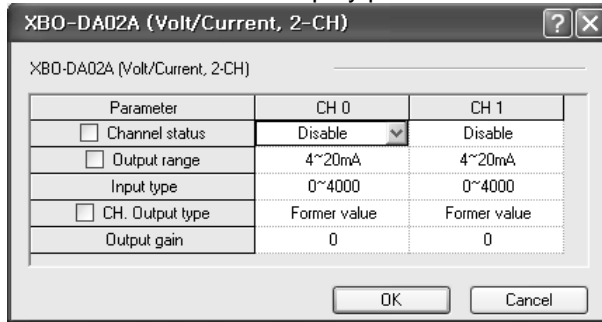 XBO-DA02A (Volt/Current, 2-CH)
XBO-DA02A (Volt/Current, 2-CH)
Parameter CH 0 CH 1
Channel status Disable Disable
Output range 4~20mA 4~20mA
Input type 0~4000 0~4000
CH. Output type Former value Former value
Output gain 0 0
OK Cancel